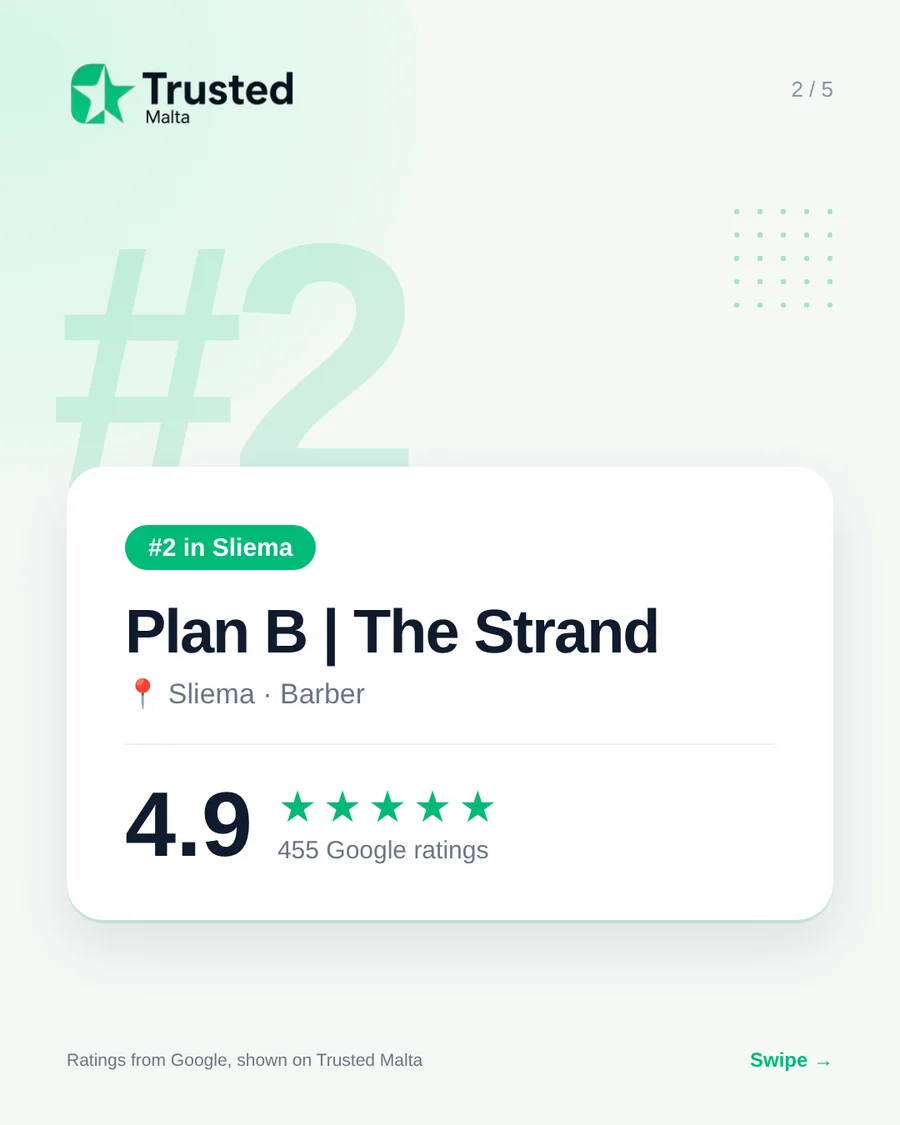 Trusted
Malta
2 / 5
#2
#2 in Sliema
Plan B | The Strand
📍 Sliema · Barber
4.9
★★★★★
455 Google ratings
Ratings from Google, shown on Trusted Malta
Swipe →